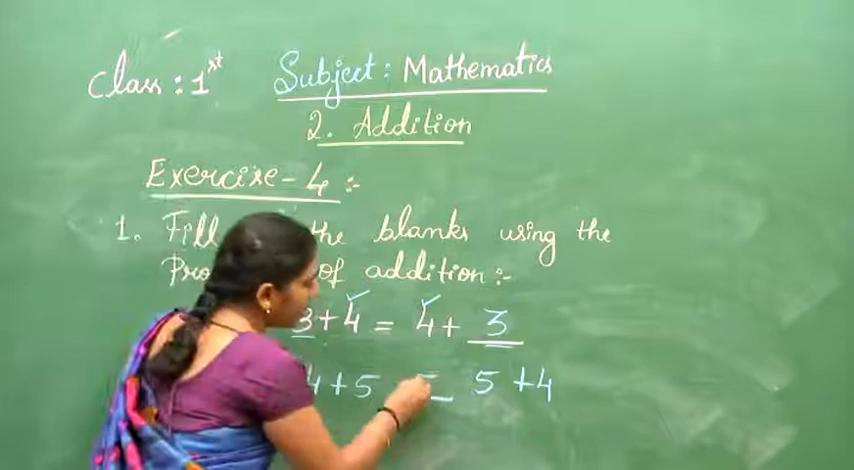 Class : 1st Subject : Mathematics
2. Addition
Exercise - 4 :-
1. Fill the blanks using the
of addition :-
3 + 4 = 4 + 3
4 + 5 = 5 + 4